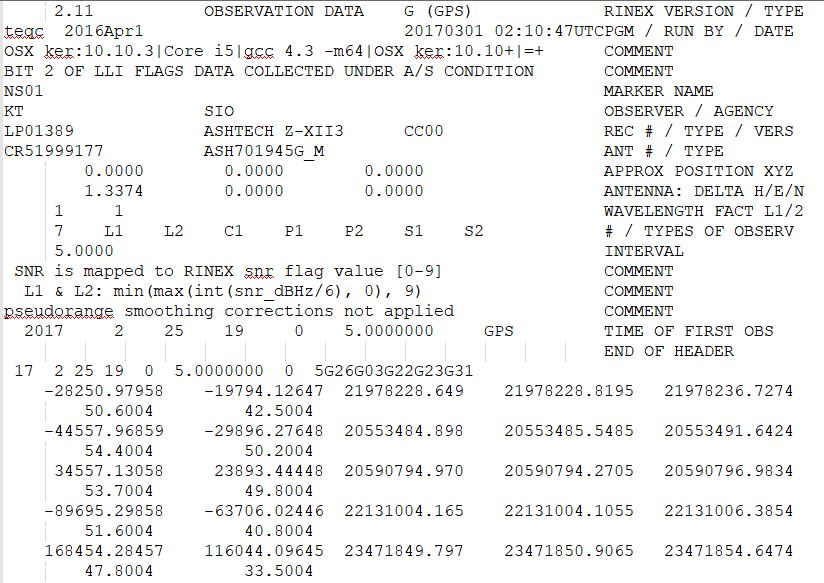 2.11 OBSERVATION DATA G (GPS) RINEX VERSION / TYPE
teqc 2016Apr1 20170301 02:10:47UTCPGM / RUN BY / DATE
OSX ker:10.10.3|Core i5|gcc 4.3 -m64|OSX ker:10.10+|=+ COMMENT
BIT 2 OF LLI FLAGS DATA COLLECTED UNDER A/S CONDITION COMMENT
NS01 MARKER NAME
KT SIO OBSERVER / AGENCY
LP01389 ASHTECH Z-XII3 CC00 REC # / TYPE / VERS
CR51999177 ASH701945G_M ANT # / TYPE
0.0000 0.0000 0.0000 APPROX POSITION XYZ
1.3374 0.0000 0.0000 ANTENNA: DELTA H/E/N
1 1 WAVELENGTH FACT L1/2
7 L1 L2 C1 P1 P2 S1 S2 # / TYPES OF OBSERV
5.0000 INTERVAL
SNR is mapped to RINEX snr flag value [0-9] COMMENT
L1 & L2: min(max(int(snr_dBHz/6), 0), 9) COMMENT
pseudorange smoothing corrections not applied COMMENT
2017 2 25 19 0 5.0000000 GPS TIME OF FIRST OBS
END OF HEADER
17 2 25 19 0 5.0000000 0 5G26G03G22G23G31
-28250.97958 -19794.12647 21978228.649 21978228.8195 21978236.7274
50.6004 42.5004
-44557.96859 -29896.27648 20553484.898 20553485.5485 20553491.6424
54.4004 50.2004
34557.13058 23893.44448 20590794.970 20590794.2705 20590796.9834
53.7004 49.8004
-89695.29858 -63706.02446 22131004.165 22131004.1055 22131006.3854
51.6004 40.8004
168454.28457 116044.09645 23471849.797 23471850.9065 23471854.6474
47.8004 33.5004